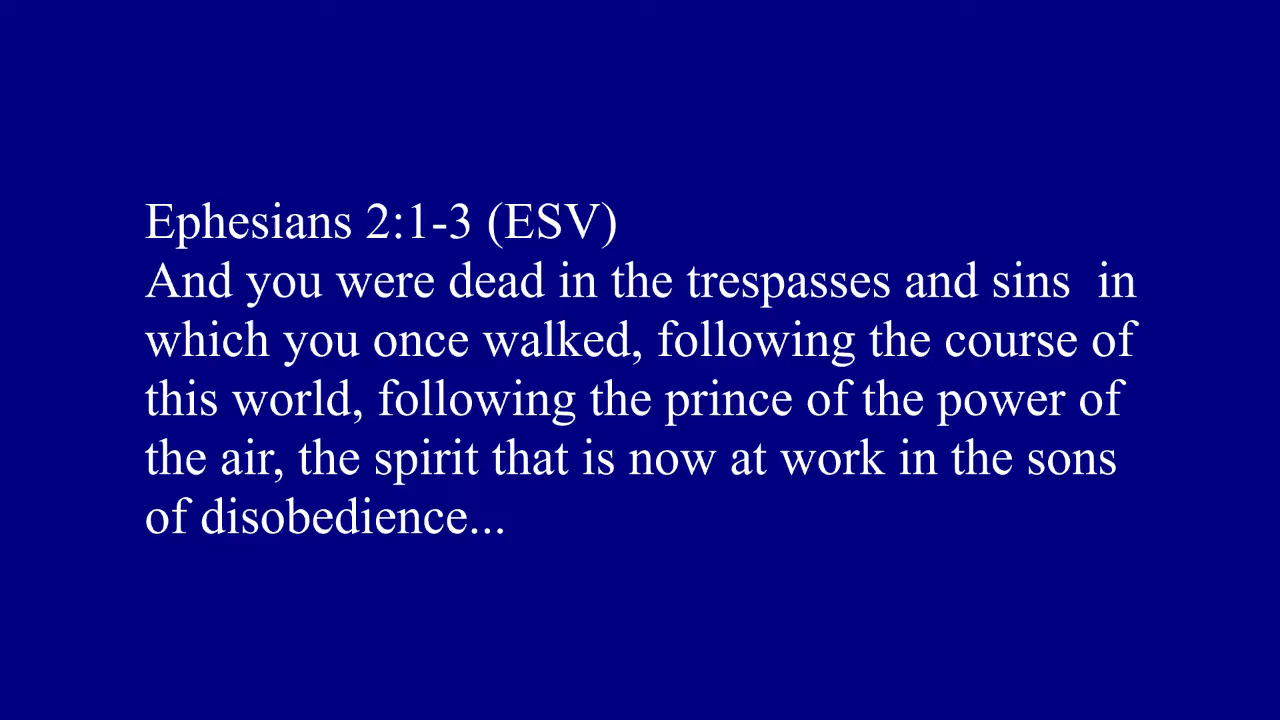 Ephesians 2:1-3 (ESV)
And you were dead in the trespasses and sins  in
which you once walked, following the course of
this world, following the prince of the power of
the air, the spirit that is now at work in the sons
of disobedience...